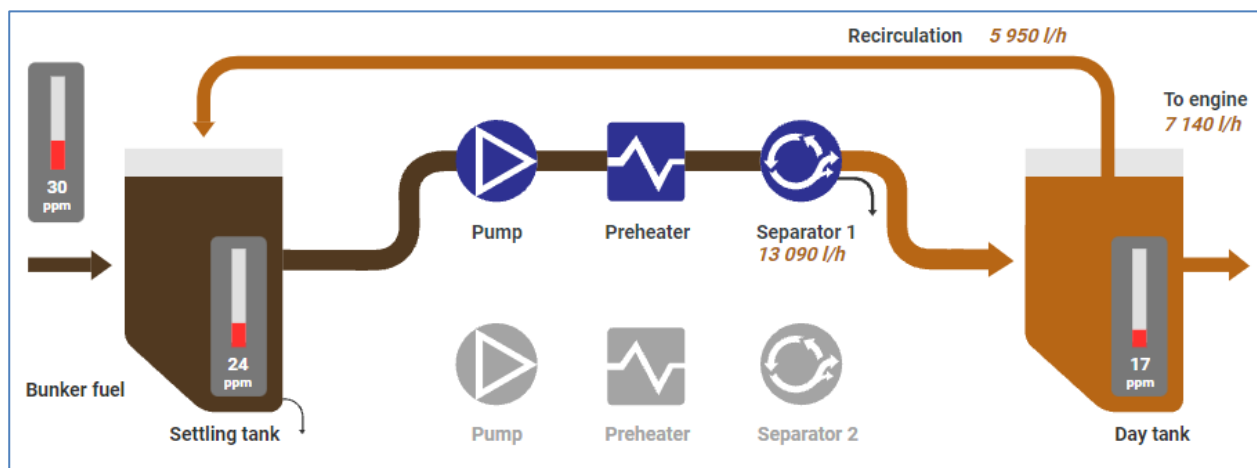 Recirculation 5 950 l/h
To engine
7 140 l/h
30
ppm
Pump
Preheater
Separator 1
13 090 l/h
24
ppm
17
ppm
Bunker fuel
Settling tank
Pump
Preheater
Separator 2
Day tank